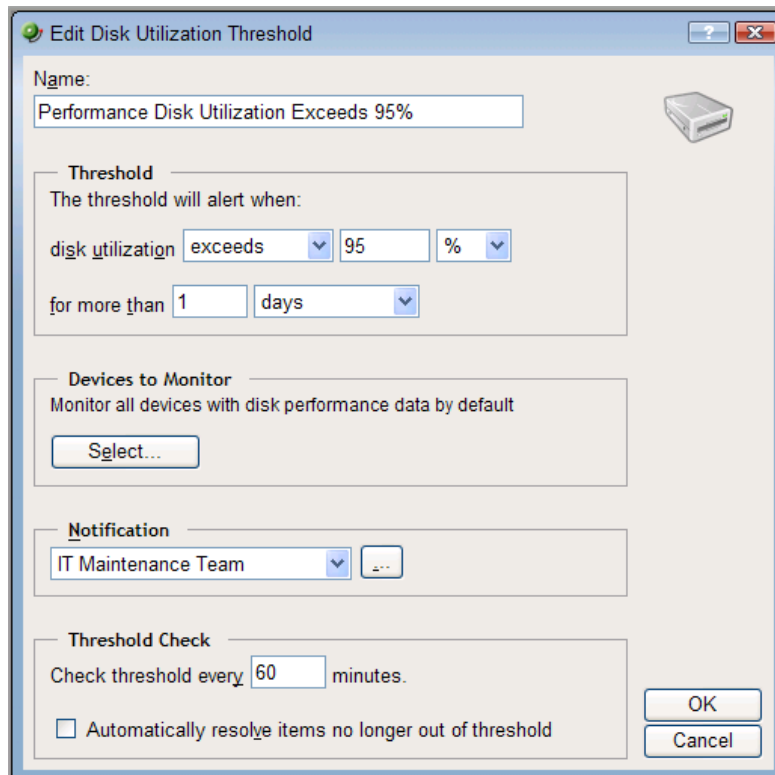 Edit Disk Utilization Threshold
?
Name:
Performance Disk Utilization Exceeds 95%
Threshold
The threshold will alert when:
disk utilization exceeds 95 %
for more than 1 days
Devices to Monitor
Monitor all devices with disk performance data by default
Select...
Notification
IT Maintenance Team ...
Threshold Check
Check threshold every 60 minutes.
Automatically resolve items no longer out of threshold
OK
Cancel